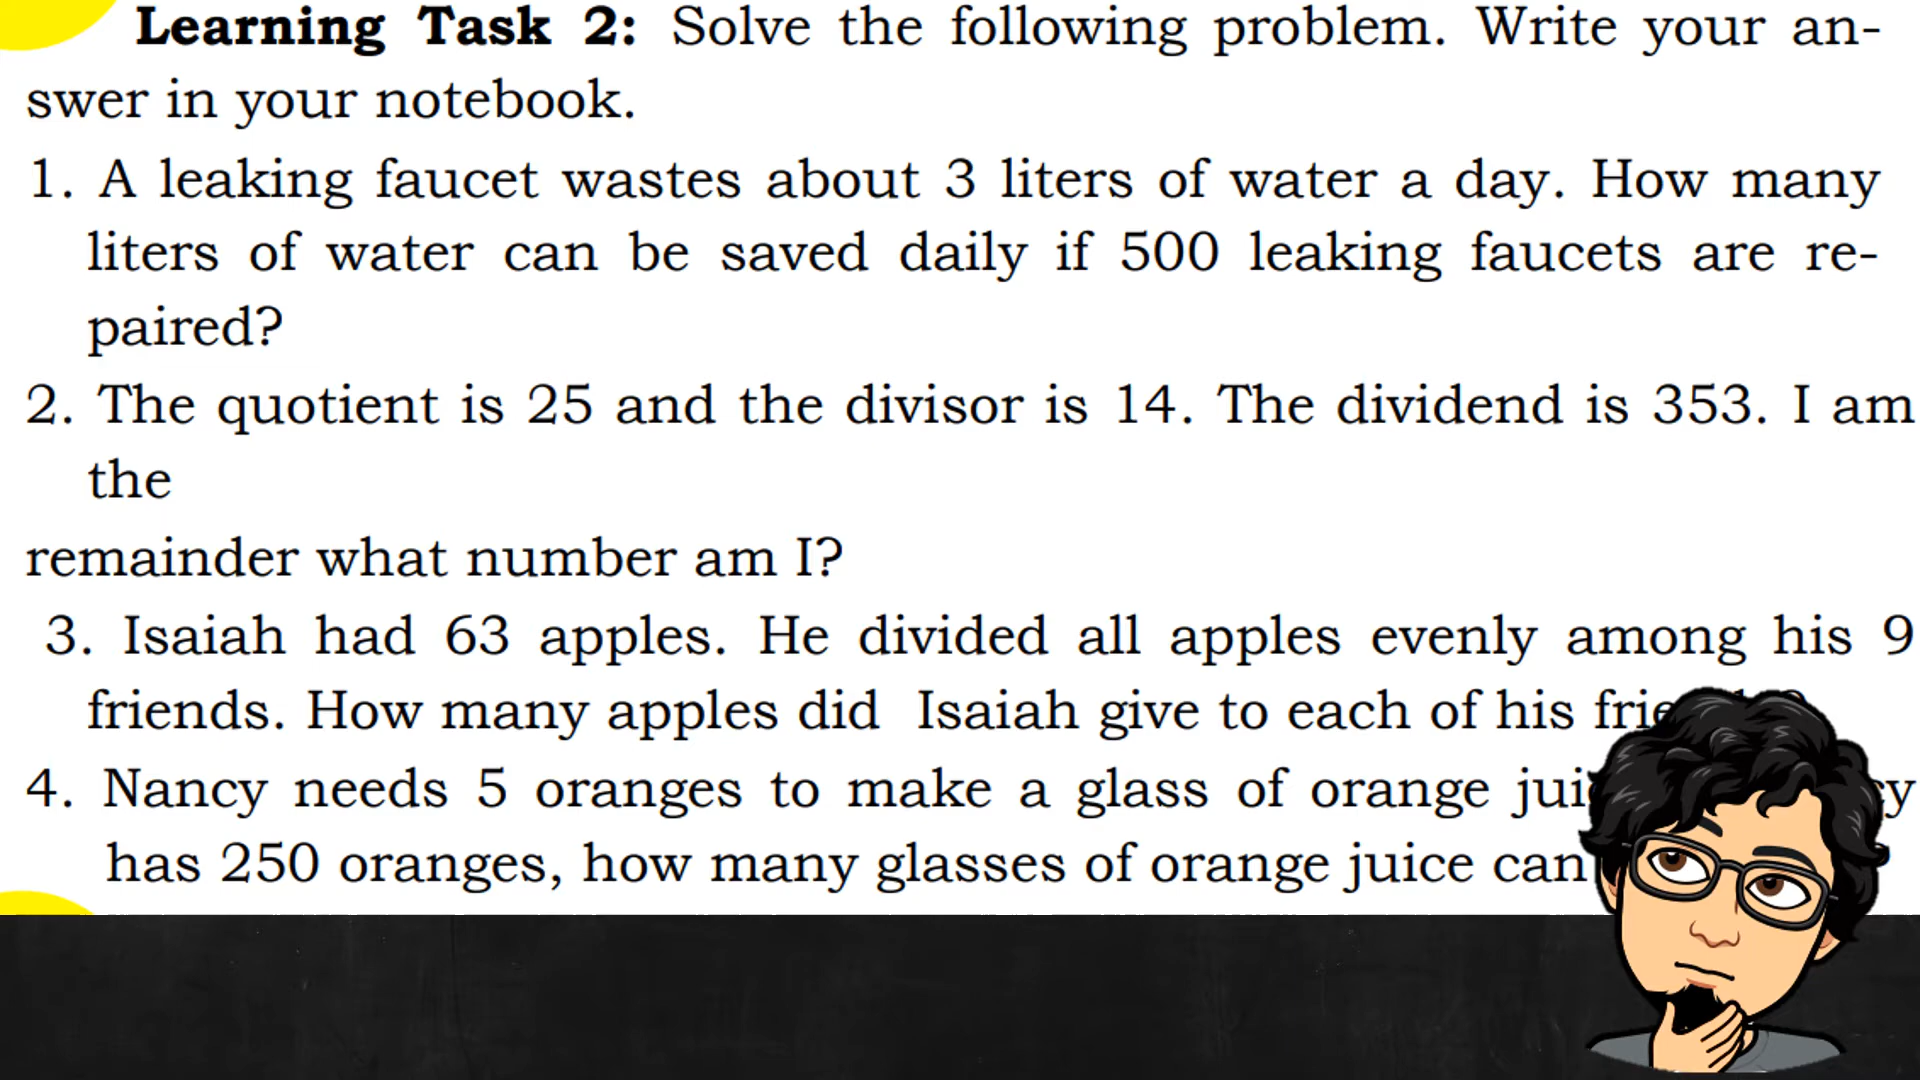 Learning Task 2: Solve the following problem. Write your an-
swer in your notebook.
1. A leaking faucet wastes about 3 liters of water a day. How many
liters of water can be saved daily if 500 leaking faucets are re-
paired?
2. The quotient is 25 and the divisor is 14. The dividend is 353. I am
the
remainder what number am I?
3. Isaiah had 63 apples. He divided all apples evenly among his 9
friends. How many apples did Isaiah give to each of his
4. Nancy needs 5 oranges to make a glass of orange
has 250 oranges, how many glasses of orange juice can